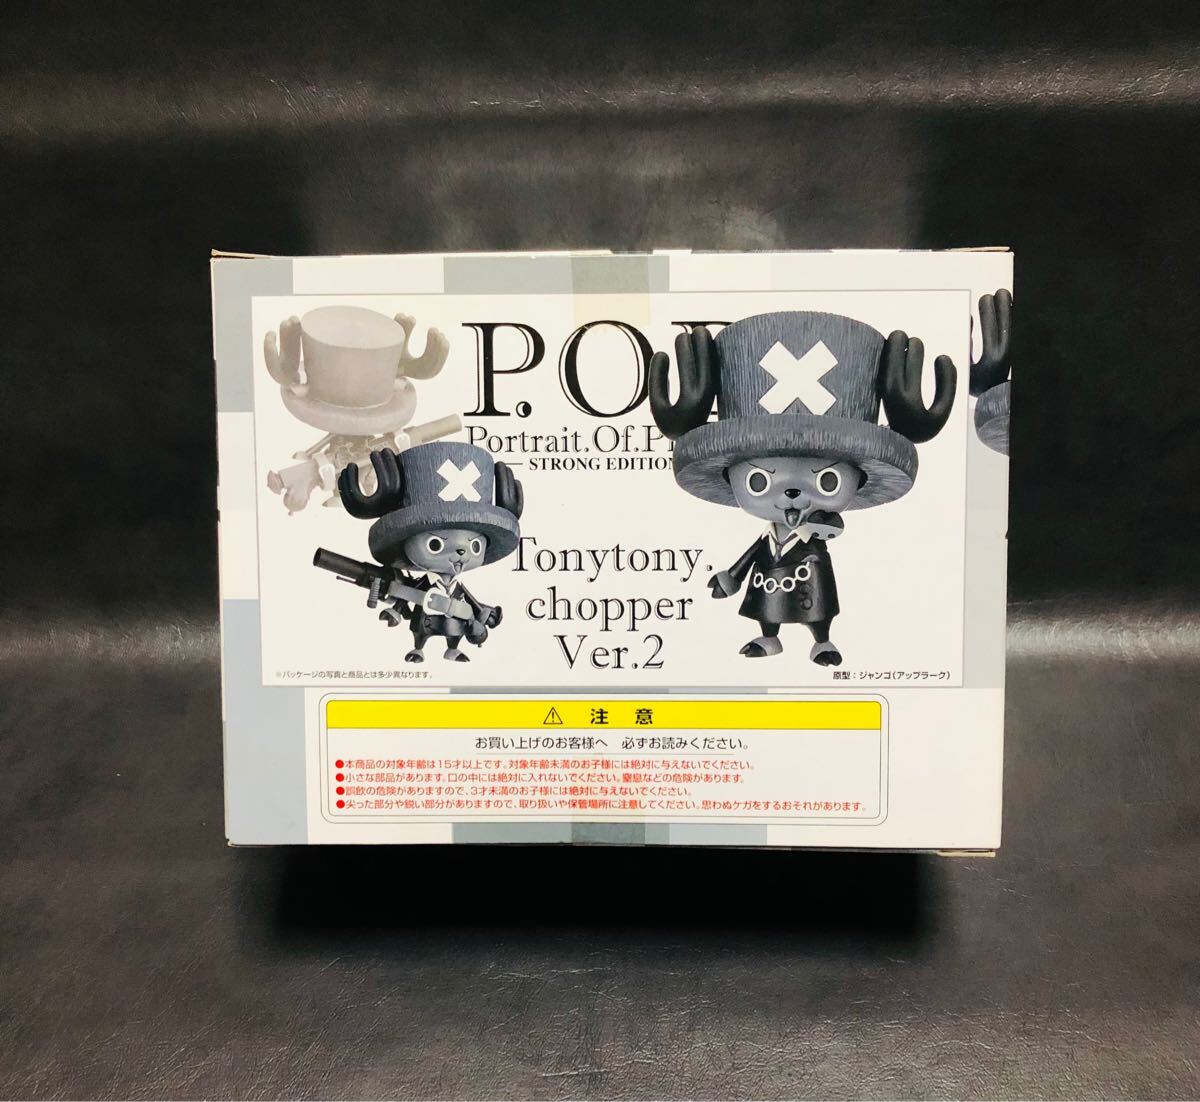 P.O.P
Portrait.Of.Pi
STRONG EDITION
Tonytony.
chopper
Ver.2
※パッケージの写真と商品とは多少異なります。
原型：ジャンゴ（アップラーク）
⚠ 注 意
お買い上げのお客様へ 必ずお読みください。
●本商品の対象年齢は15才以上です。対象年齢未満のお子様には絶対に与えないでください。
●小さな部品があります。口の中には絶対に入れないでください。窒息などの危険があります。
●誤飲の危険がありますので、3才未満のお子様には絶対に与えないでください。
●尖った部分や鋭い部分がありますので、取り扱いや保管場所に注意してください。思わぬケガをするおそれがあります。